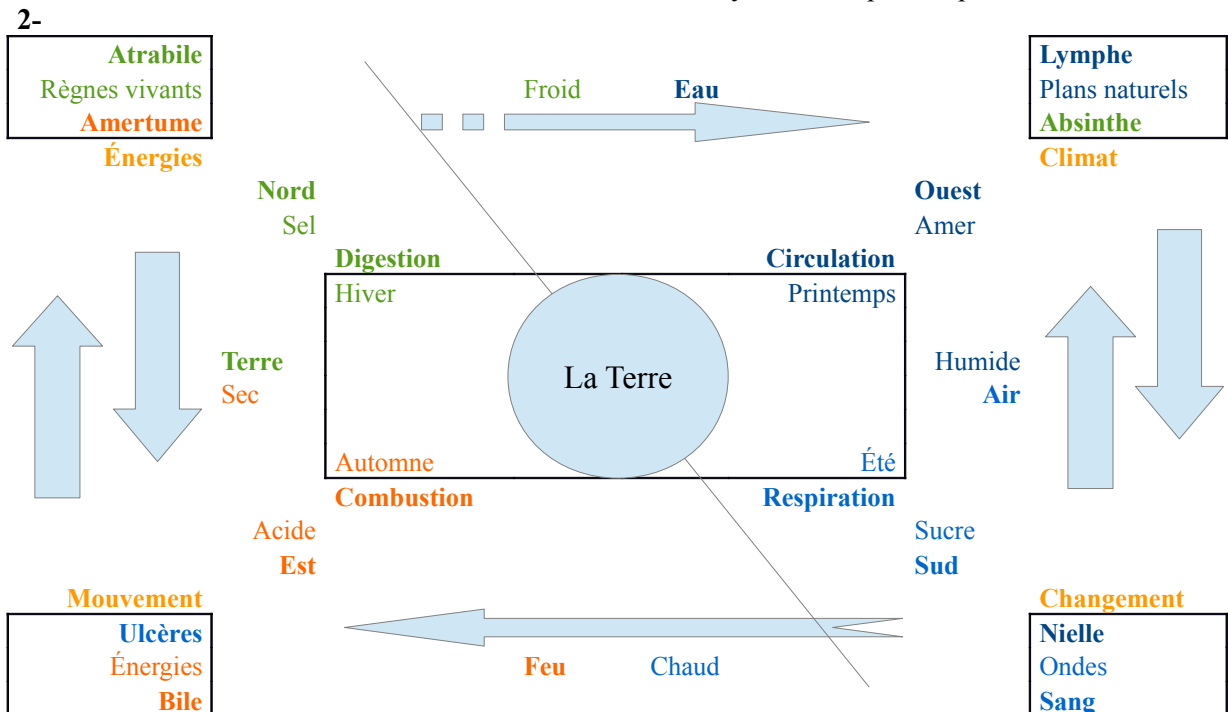 2-
Atrabile
Règnes vivants
Amertume
Énergies
Froid Eau
Lymphe
Plans naturels
Absinthe
Climat
Nord
Sel
Ouest
Amer
Digestion
Hiver
Circulation
Printemps
Terre
Sec
La Terre
Humide
Air
Automne
Combustion
Été
Respiration
Acide
Est
Sucre
Sud
Mouvement
Ulcères
Énergies
Bile
Feu Chaud
Changement
Nielle
Ondes
Sang